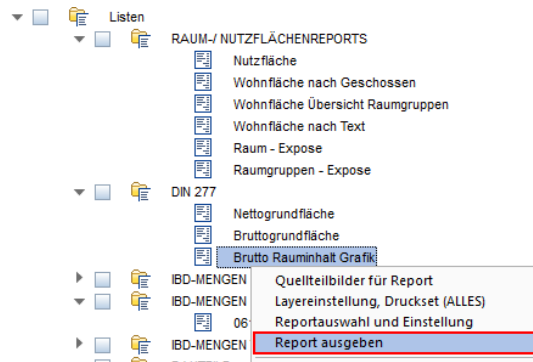 Listen
RAUM-/ NUTZFLÄCHENREPORTS
Nutzfläche
Wohnfläche nach Geschossen
Wohnfläche Übersicht Raumgruppen
Wohnfläche nach Text
Raum - Expose
Raumgruppen - Expose
DIN 277
Nettogrundfläche
Bruttogrundfläche
Brutto Rauminhalt Grafik
IBD-MENGEN
Quellteilbilder für Report
IBD-MENGEN
Layereinstellung, Druckset (ALLES)
06
Reportauswahl und Einstellung
IBD-MENGEN
Report ausgeben